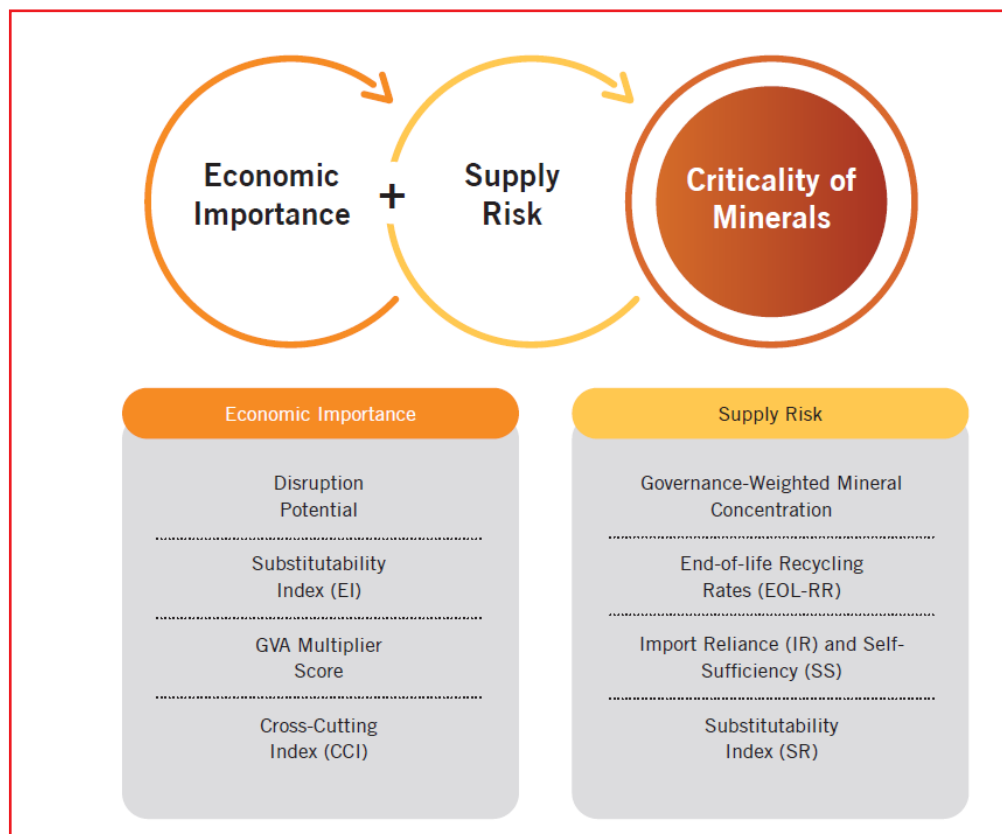 Economic
Importance
+
Supply
Risk
Criticality of
Minerals
Economic Importance
Disruption
Potential
Substitutability
Index (EI)
GVA Multiplier
Score
Cross-Cutting
Index (CCI)
Supply Risk
Governance-Weighted Mineral
Concentration
End-of-life Recycling
Rates (EOL-RR)
Import Reliance (IR) and Self-
Sufficiency (SS)
Substitutability
Index (SR)